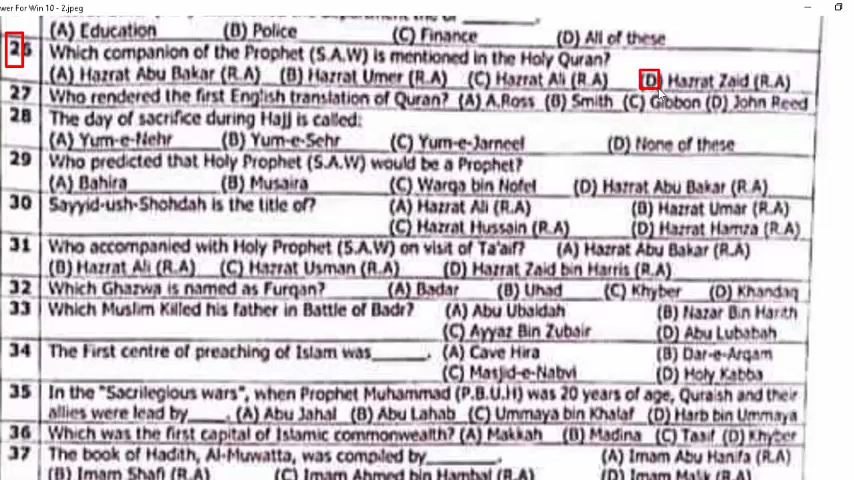 wer For Win 10 - 2.jpeg
(A) Education (B) Police (C) Finance (D) All of these
26 Which companion of the Prophet (S.A.W) is mentioned in the Holy Quran?
(A) Hazrat Abu Bakar (R.A) (B) Hazrat Umer (R.A) (C) Hazrat Ali (R.A) (D) Hazrat Zaid (R.A)
27 Who rendered the first English translation of Quran? (A) A.Ross (B) Smith (C) Gibbon (D) John Reed
28 The day of sacrifice during Hajj is called:
(A) Yum-e-Nehr (B) Yum-e-Sehr (C) Yum-e-Jarneel (D) None of these
29 Who predicted that Holy Prophet (S.A.W) would be a Prophet?
(A) Bahira (B) Musaira (C) Warqa bin Nofel (D) Hazrat Abu Bakar (R.A)
30 Sayyid-ush-Shohdah is the title of? (A) Hazrat Ali (R.A) (B) Hazrat Umar (R.A)
(C) Hazrat Hussain (R.A) (D) Hazrat Hamza (R.A)
31 Who accompanied with Holy Prophet (S.A.W) on visit of Ta'aif? (A) Hazrat Abu Bakar (R.A)
(B) Hazrat Ali (R.A) (C) Hazrat Usman (R.A) (D) Hazrat Zaid bin Harris (R.A)
32 Which Ghazwa is named as Furqan? (A) Badar (B) Uhad (C) Khyber (D) Khandaq
33 Which Muslim Killed his father in Battle of Badr? (A) Abu Ubaidah (B) Nazar Bin Harith
(C) Ayyaz Bin Zubair (D) Abu Lubabah
34 The First centre of preaching of Islam was______. (A) Cave Hira (B) Dar-e-Arqam
(C) Masjid-e-Nabvi (D) Holy Kabba
35 In the "Sacrilegious wars", when Prophet Muhammad (P.B.U.H) was 20 years of age, Quraish and their
allies were lead by____. (A) Abu Jahal (B) Abu Lahab (C) Ummaya bin Khalaf (D) Harb bin Ummaya
36 Which was the first capital of Islamic commonwealth? (A) Makkah (B) Madina (C) Taaif (D) Khyber
37 The book of Hadith, Al-Muwatta, was compiled by________. (A) Imam Abu Hanifa (R.A)
(B) Imam Shafi (R.A) (C) Imam Ahmed bin Hambal (R.A) (D) Imam Malik (R.A)